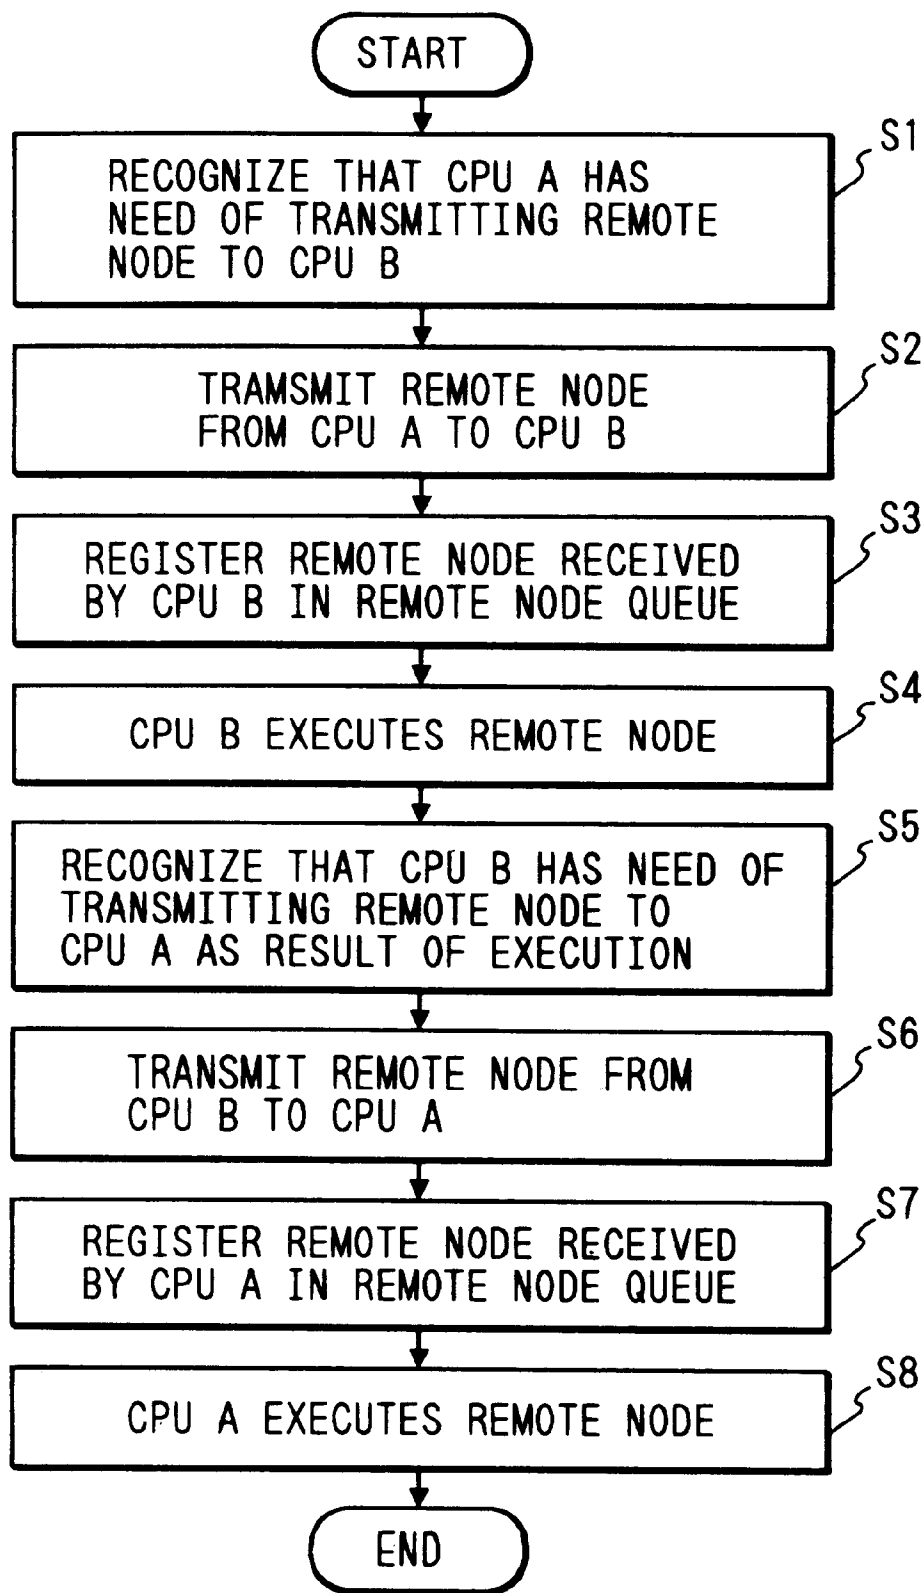 START
S1
RECOGNIZE THAT CPU A HAS
NEED OF TRANSMITTING REMOTE
NODE TO CPU B
S2
TRAMSMIT REMOTE NODE
FROM CPU A TO CPU B
S3
REGISTER REMOTE NODE RECEIVED
BY CPU B IN REMOTE NODE QUEUE
S4
CPU B EXECUTES REMOTE NODE
S5
RECOGNIZE THAT CPU B HAS NEED OF
TRANSMITTING REMOTE NODE TO
CPU A AS RESULT OF EXECUTION
S6
TRANSMIT REMOTE NODE FROM
CPU B TO CPU A
S7
REGISTER REMOTE NODE RECEIVED
BY CPU A IN REMOTE NODE QUEUE
S8
CPU A EXECUTES REMOTE NODE
END